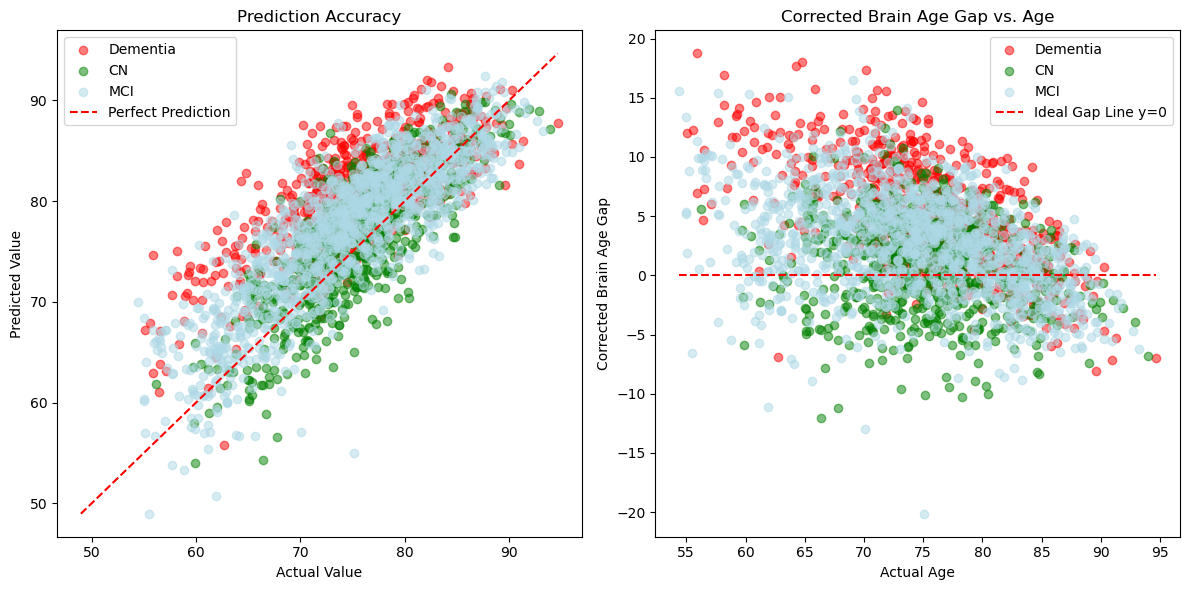 Prediction Accuracy
Dementia
CN
MCI
Perfect Prediction
90
80
70
60
50
Predicted Value
50
60
70
80
90
Actual Value
Corrected Brain Age Gap vs. Age
Dementia
CN
MCI
Ideal Gap Line y=0
20
15
10
5
0
−5
−10
−15
−20
Corrected Brain Age Gap
55
60
65
70
75
80
85
90
95
Actual Age